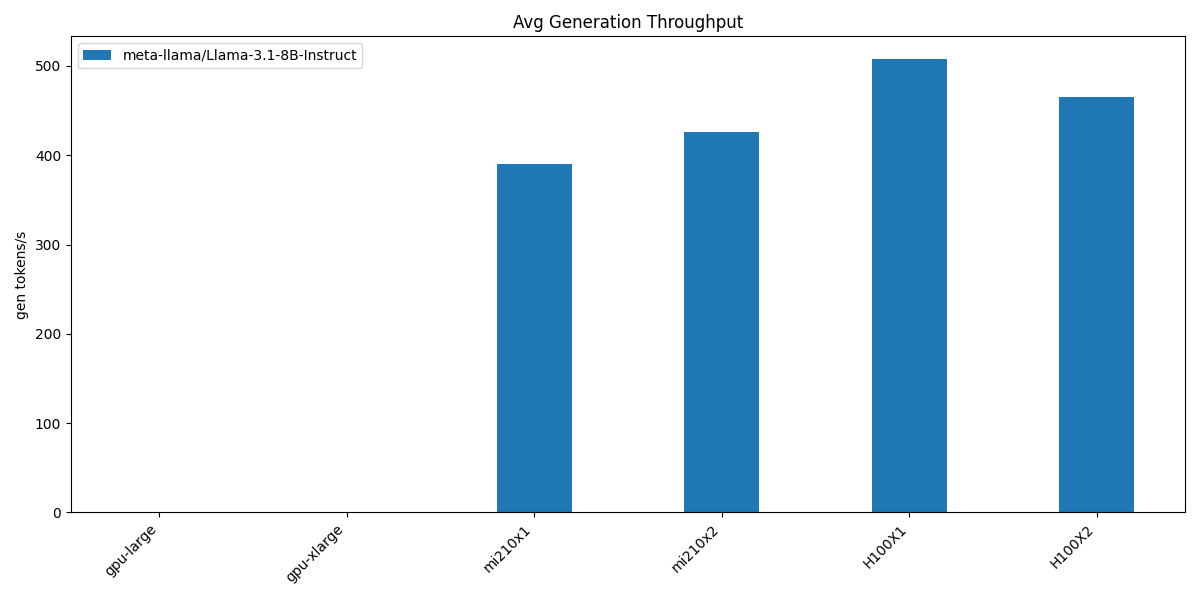 Avg Generation Throughput
meta-llama/Llama-3.1-8B-Instruct
gen tokens/s
500
400
300
200
100
0
gpu-large
gpu-xlarge
mi210x1
mi210x2
H100X1
H100X2